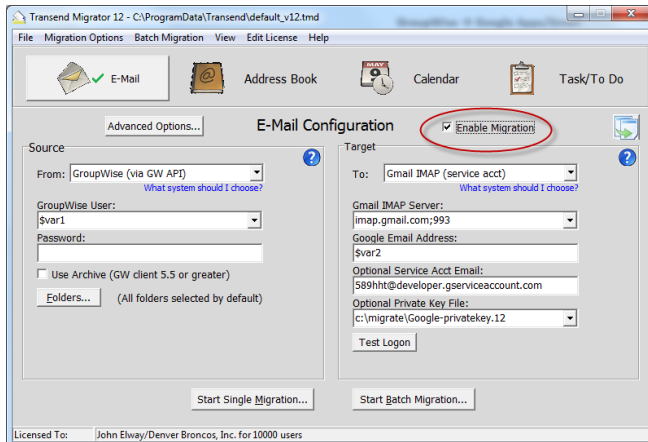 Transend Migrator 12 - C:\ProgramData\Transend\default_v12.tmd
File Migration Options Batch Migration View Edit License Help
E-Mail Address Book MAY Calendar Task/To Do
Advanced Options... E-Mail Configuration Enable Migration
Source Target
From: GroupWise (via GW API) To: Gmail IMAP (service acct)
What system should I choose? What system should I choose?
GroupWise User: Gmail IMAP Server:
$var1 imap.gmail.com;993
Password: Google Email Address:
$var2
Use Archive (GW client 5.5 or greater) Optional Service Acct Email:
589hht@developer.gserviceaccount.com
Folders... (All folders selected by default) Optional Private Key File:
c:\migrate\Google-privatekey.12
Test Logon
Start Single Migration... Start Batch Migration...
Licensed To: John Elway/Denver Broncos, Inc. for 10000 users